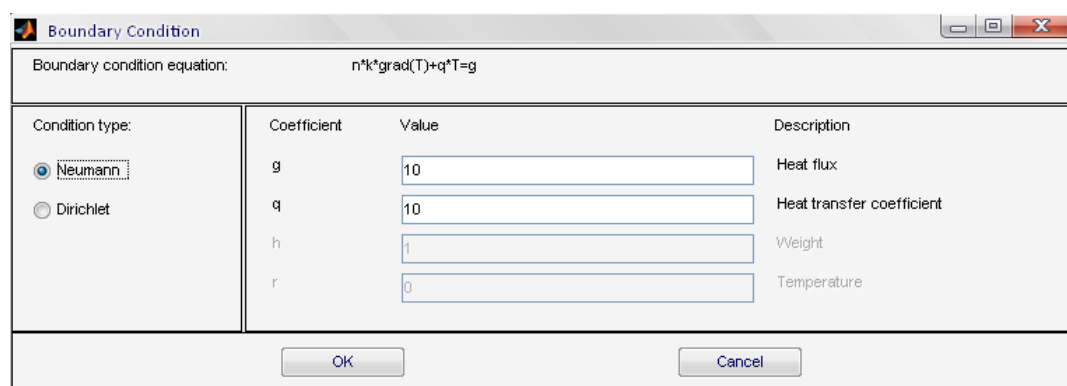 Boundary Condition
Boundary condition equation: n*k*grad(T)+q*T=g
Condition type:
Neumann
Dirichlet
Coefficient Value Description
g 10 Heat flux
q 10 Heat transfer coefficient
h 1 Weight
r 0 Temperature
OK Cancel